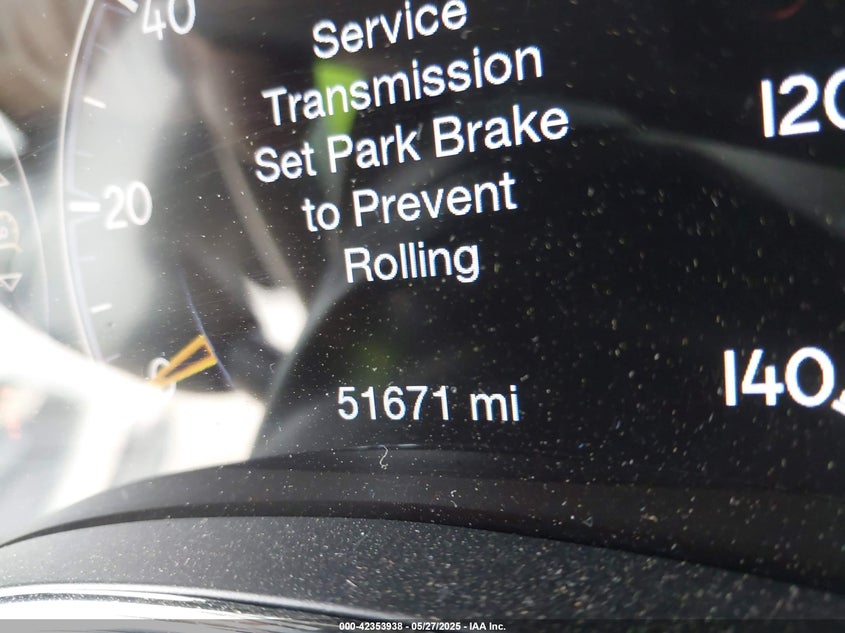 40
Service
Transmission
120
Set Park Brake
20
to Prevent
Rolling
0
140
51671 mi
000-42353938 - 05/27/2025 - IAA Inc.